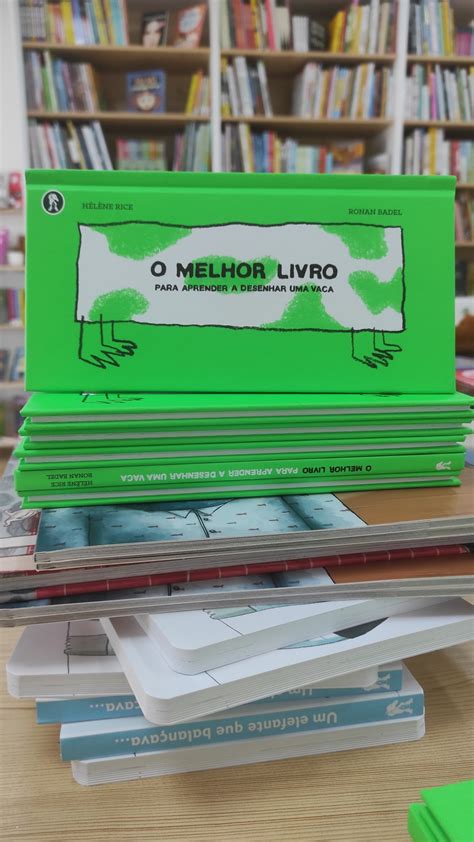 HÉLÈNE RICE
RONAN BADEL
O MELHOR LIVRO
PARA APRENDER A DESENHAR UMA VACA
O MELHOR LIVRO PARA APRENDER A DESENHAR UMA VACA
HÉLÈNE RICE
RONAN BADEL
Um elefante que balançava...